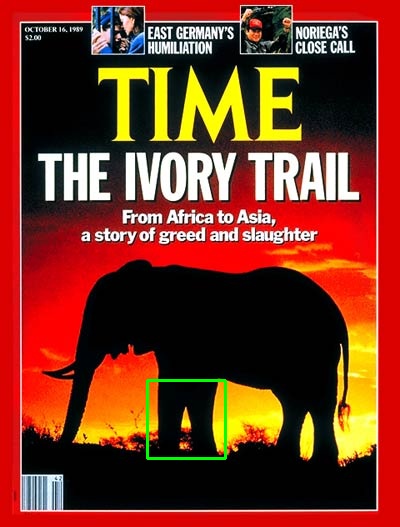 OCTOBER 16, 1989
$2.00
EAST GERMANY'S
HUMILIATION
NORIEGA'S
CLOSE CALL
TIME
THE IVORY TRAIL
From Africa to Asia,
a story of greed and slaughter
42